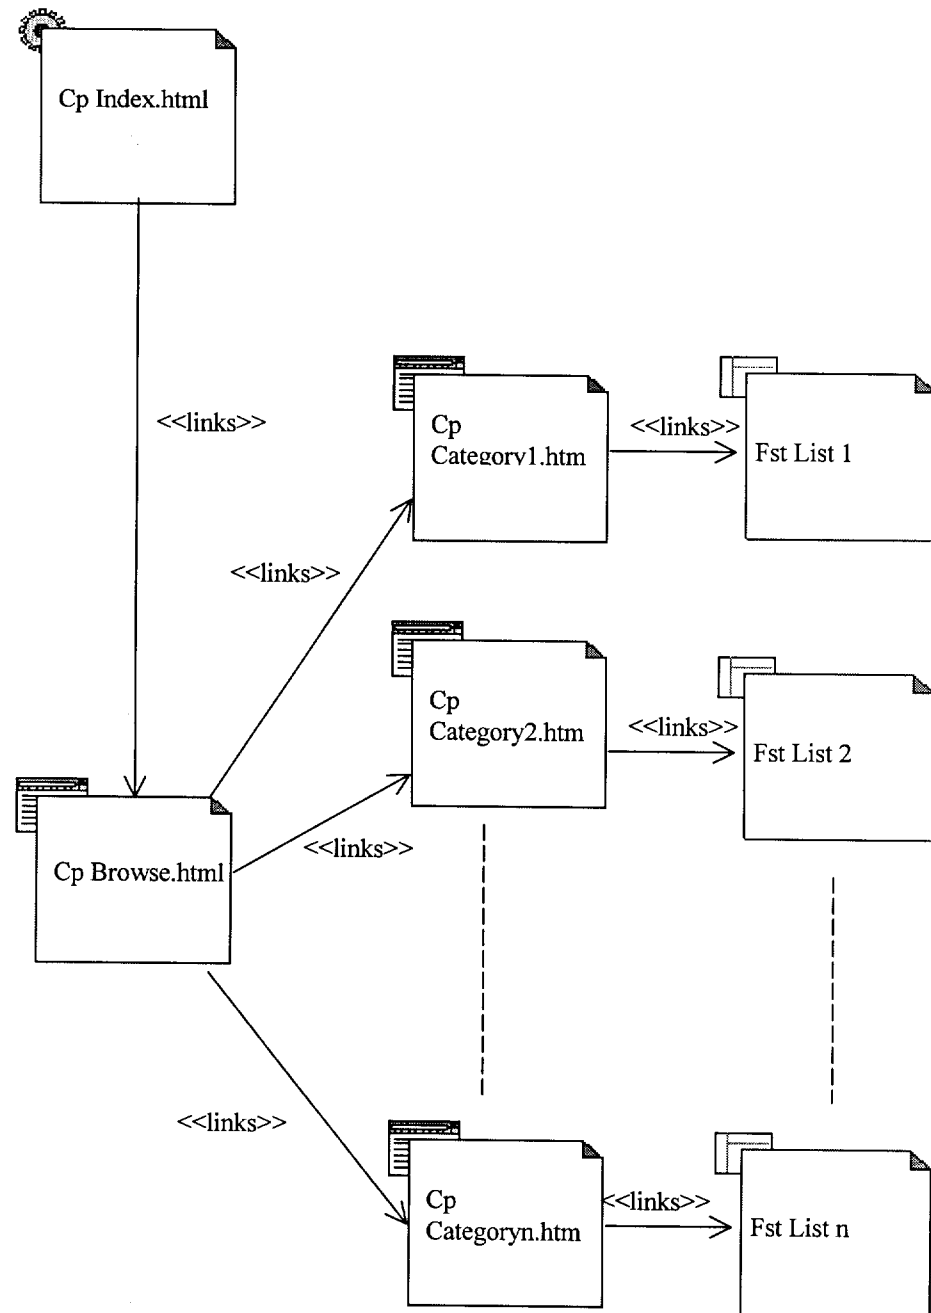 Cp Index.html
<<links>>
Cp
Category1.htm
<<links>>
Fst List 1
<<links>>
Cp
Category2.htm
<<links>>
Fst List 2
<<links>>
Cp Browse.html
<<links>>
Cp
Categoryn.htm
<<links>>
Fst List n